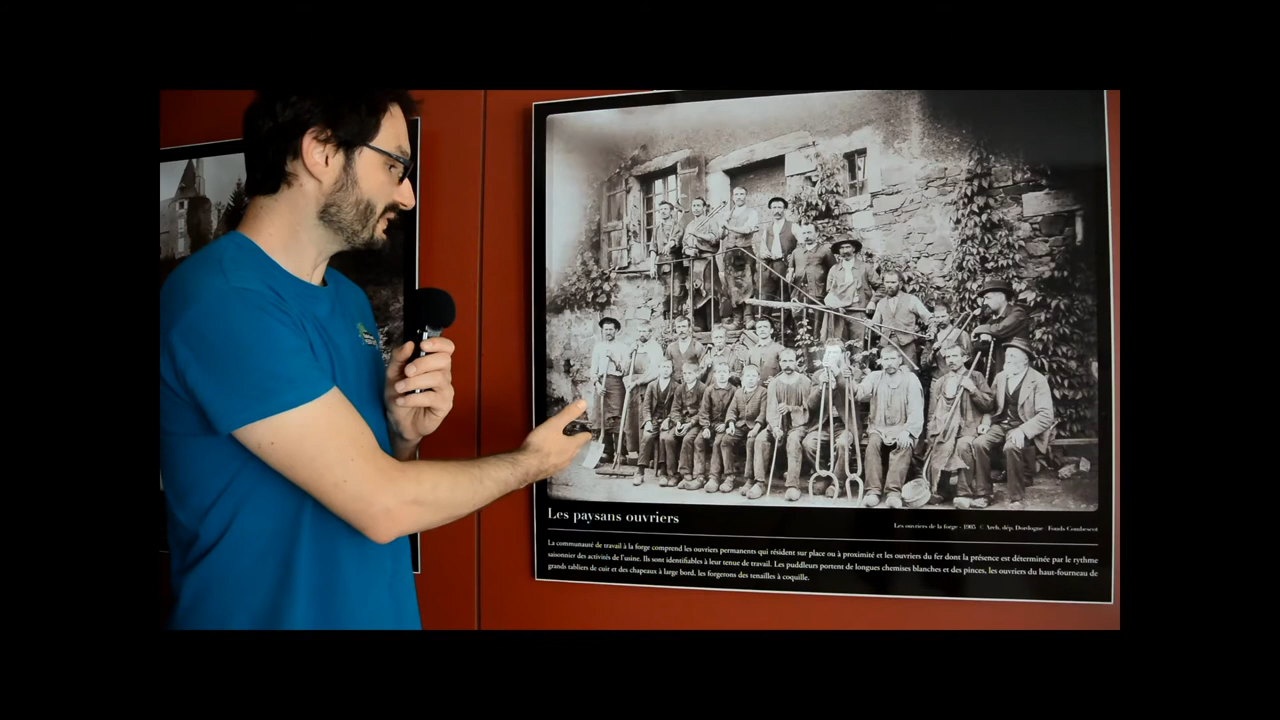 Les paysans ouvriers
Les ouvriers de la forge - 1905 © Arch. dép. Dordogne Fonds Combescot
La communauté de travail à la forge comprend les ouvriers permanents qui résident sur place ou à proximité et les ouvriers du fer dont la présence est déterminée par le rythme
saisonnier des activités de l'usine. Ils sont identifiables à leur tenue de travail. Les puddleurs portent de longues chemises blanches et des pinces, les ouvriers du haut-fourneau de
grands tabliers de cuir et des chapeaux à large bord, les forgerons des tenailles à coquille.